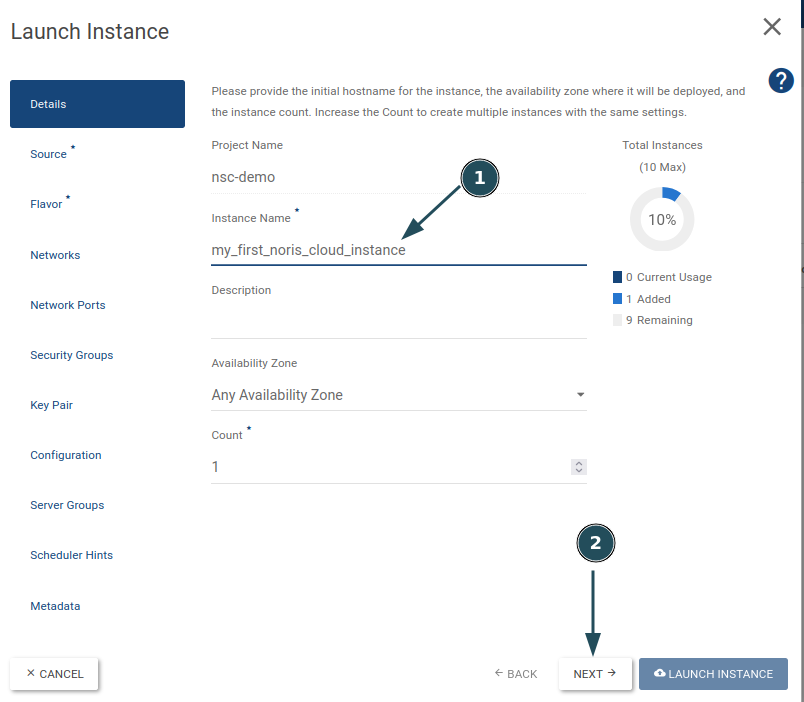 Launch Instance
Details
Source *
Flavor *
Networks
Network Ports
Security Groups
Key Pair
Configuration
Server Groups
Scheduler Hints
Metadata
Please provide the initial hostname for the instance, the availability zone where it will be deployed, and
the instance count. Increase the Count to create multiple instances with the same settings.
Project Name
nsc-demo
Instance Name *
my_first_noris_cloud_instance
Description
Availability Zone
Any Availability Zone
Count *
1
Total Instances
(10 Max)
10%
0 Current Usage
1 Added
9 Remaining
?
1
2
× CANCEL
← BACK
NEXT →
LAUNCH INSTANCE